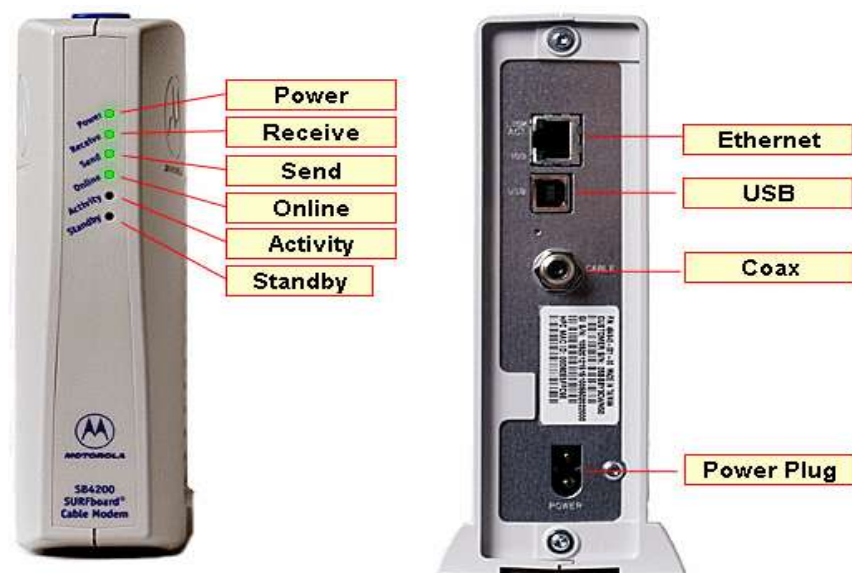 Power
Receive
Send
Online
Activity
Standby
Power
Receive
Send
Online
Activity
Standby
MOTOROLA
SB4200
SURFboard®
Cable Modem
Ethernet
USB
Coax
Power Plug
USB
CABLE
POWER